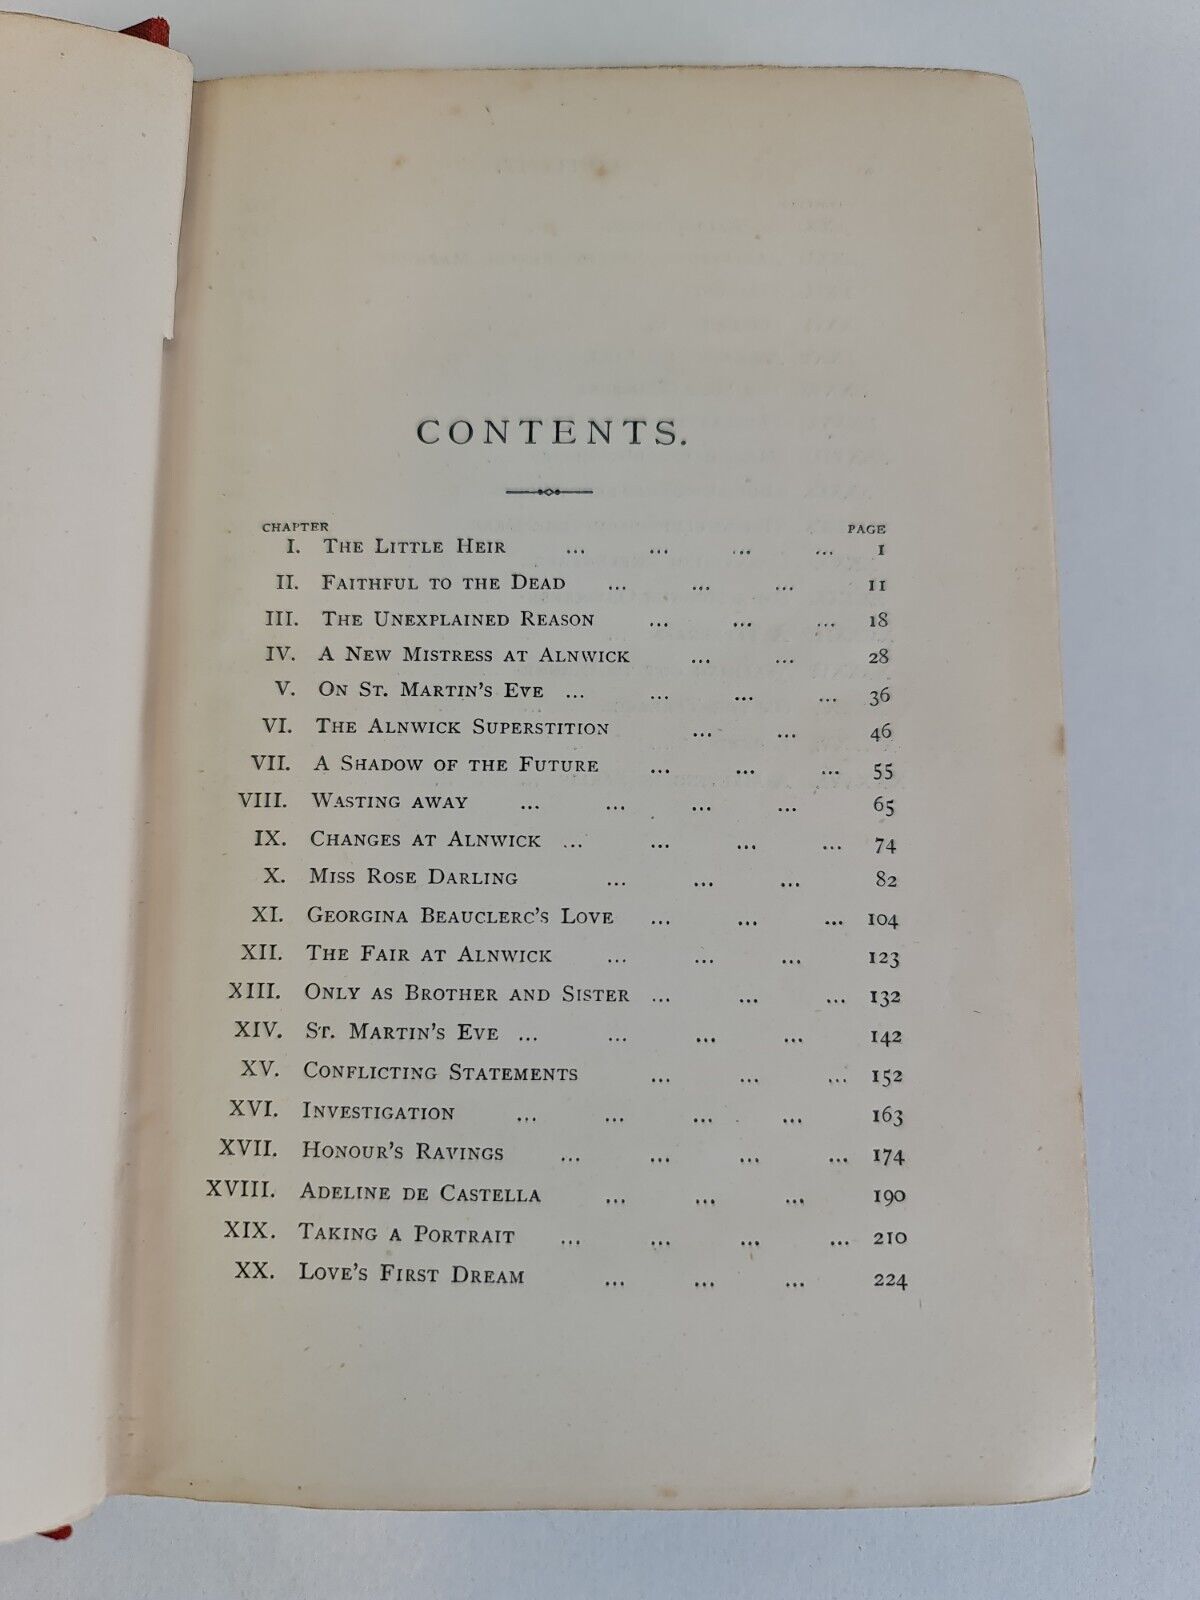 CONTENTS.
CHAPTER PAGE
I. THE LITTLE HEIR ... ... ... ... 1
II. FAITHFUL TO THE DEAD ... ... ... 11
III. THE UNEXPLAINED REASON ... ... ... 18
IV. A NEW MISTRESS AT ALNWICK ... ... 28
V. ON ST. MARTIN'S EVE ... ... ... ... 36
VI. THE ALNWICK SUPERSTITION ... ... 46
VII. A SHADOW OF THE FUTURE ... ... ... 55
VIII. WASTING AWAY ... ... ... ... 65
IX. CHANGES AT ALNWICK ... ... ... ... 74
X. MISS ROSE DARLING ... ... ... 82
XI. GEORGINA BEAUCLERC'S LOVE ... ... ... 104
XII. THE FAIR AT ALNWICK ... ... ... 123
XIII. ONLY AS BROTHER AND SISTER ... ... ... 132
XIV. ST. MARTIN'S EVE ... ... ... ... 142
XV. CONFLICTING STATEMENTS ... ... ... 152
XVI. INVESTIGATION ... ... ... ... 163
XVII. HONOUR'S RAVINGS ... ... ... ... 174
XVIII. ADELINE DE CASTELLA ... ... ... 190
XIX. TAKING A PORTRAIT ... ... ... ... 210
XX. LOVE'S FIRST DREAM ... ... ... 224